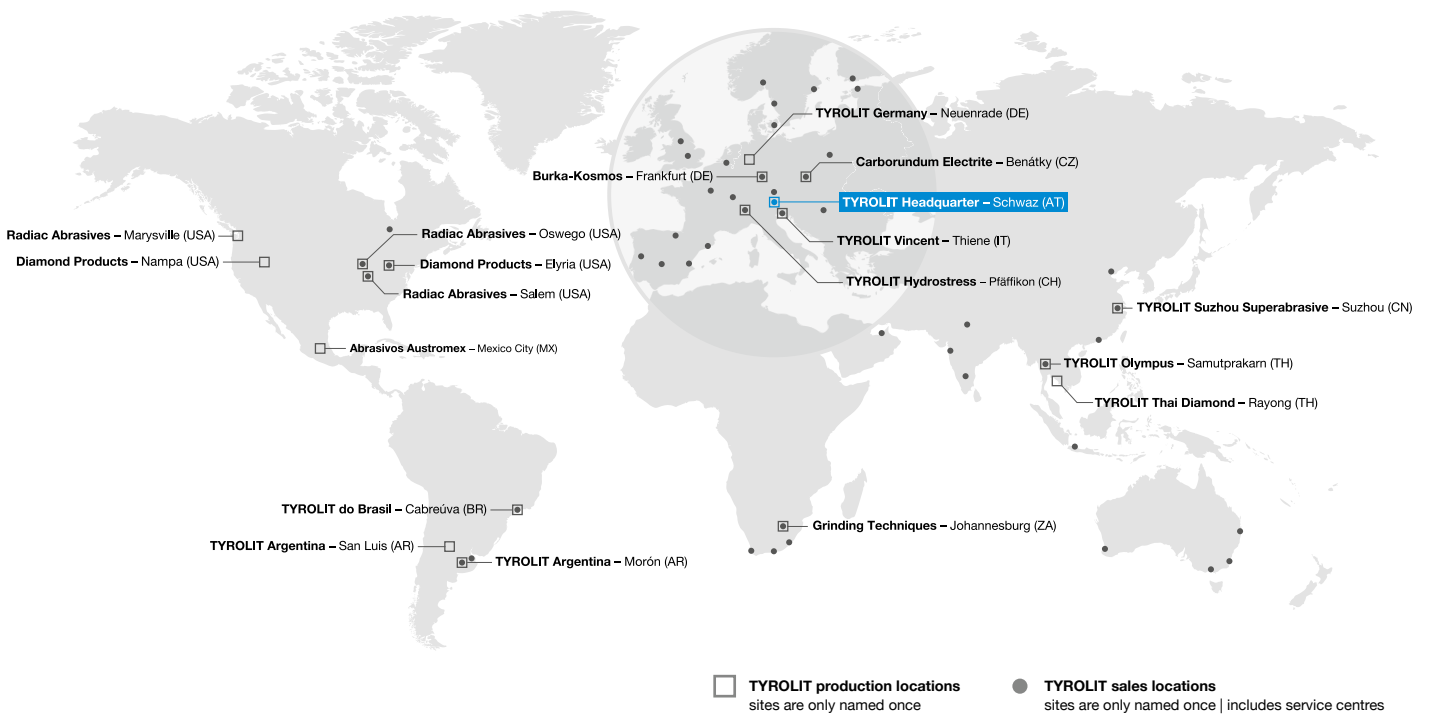 TYROLIT Germany – Neuenrade (DE)
Carborundum Electrite – Benátky (CZ)
Burka-Kosmos – Frankfurt (DE)
TYROLIT Headquarter – Schwaz (AT)
Radiac Abrasives – Marysville (USA)
Radiac Abrasives – Oswego (USA)
TYROLIT Vincent – Thiene (IT)
Diamond Products – Nampa (USA)
Diamond Products – Elyria (USA)
TYROLIT Hydrostress – Pfäffikon (CH)
Radiac Abrasives – Salem (USA)
TYROLIT Suzhou Superabrasive – Suzhou (CN)
Abrasivos Austromex – Mexico City (MX)
TYROLIT Olympus – Samutprakarn (TH)
TYROLIT Thai Diamond – Rayong (TH)
TYROLIT do Brasil – Cabreúva (BR)
Grinding Techniques – Johannesburg (ZA)
TYROLIT Argentina – San Luis (AR)
TYROLIT Argentina – Morón (AR)
TYROLIT production locations
sites are only named once
TYROLIT sales locations
sites are only named once | includes service centres